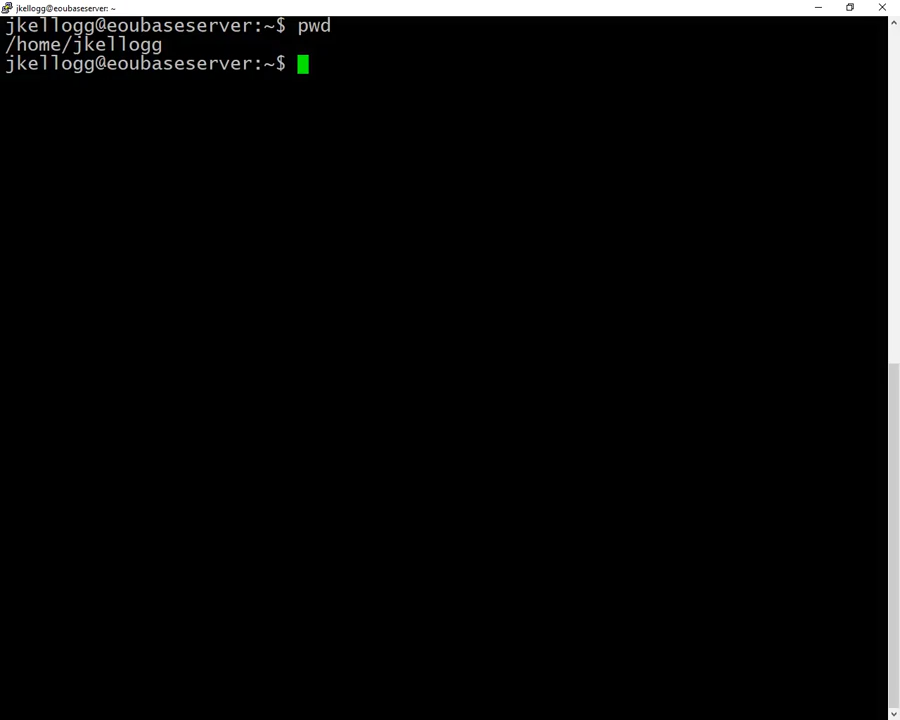 jkellogg@eoubaseserver: ~
jkellogg@eoubaseserver:~$ pwd
/home/jkellogg
jkellogg@eoubaseserver:~$